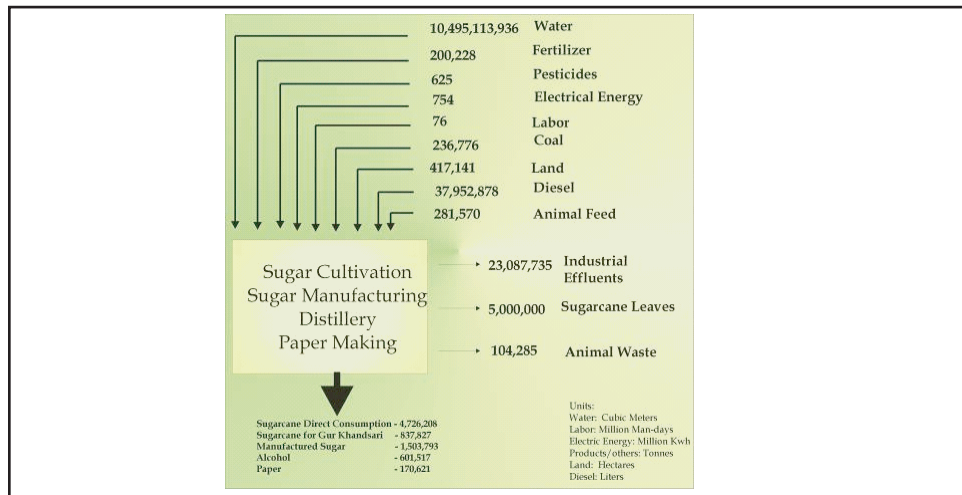 10,495,113,936 Water
200,228 Fertilizer
625 Pesticides
754 Electrical Energy
76 Labor
236,776 Coal
417,141 Land
37,952,878 Diesel
281,570 Animal Feed
23,087,735 Industrial
Effluents
5,000,000 Sugarcane Leaves
104,285 Animal Waste
Sugar Cultivation
Sugar Manufacturing
Distillery
Paper Making
Sugarcane Direct Consumption - 4,726,208
Sugarcane for Gur Khandsari - 837,827
Manufactured Sugar - 1,503,793
Alcohol - 601,517
Paper - 170,621
Units:
Water: Cubic Meters
Labor: Million Man-days
Electric Energy: Million Kwh
Products/others: Tonnes
Land: Hectares
Diesel: Liters